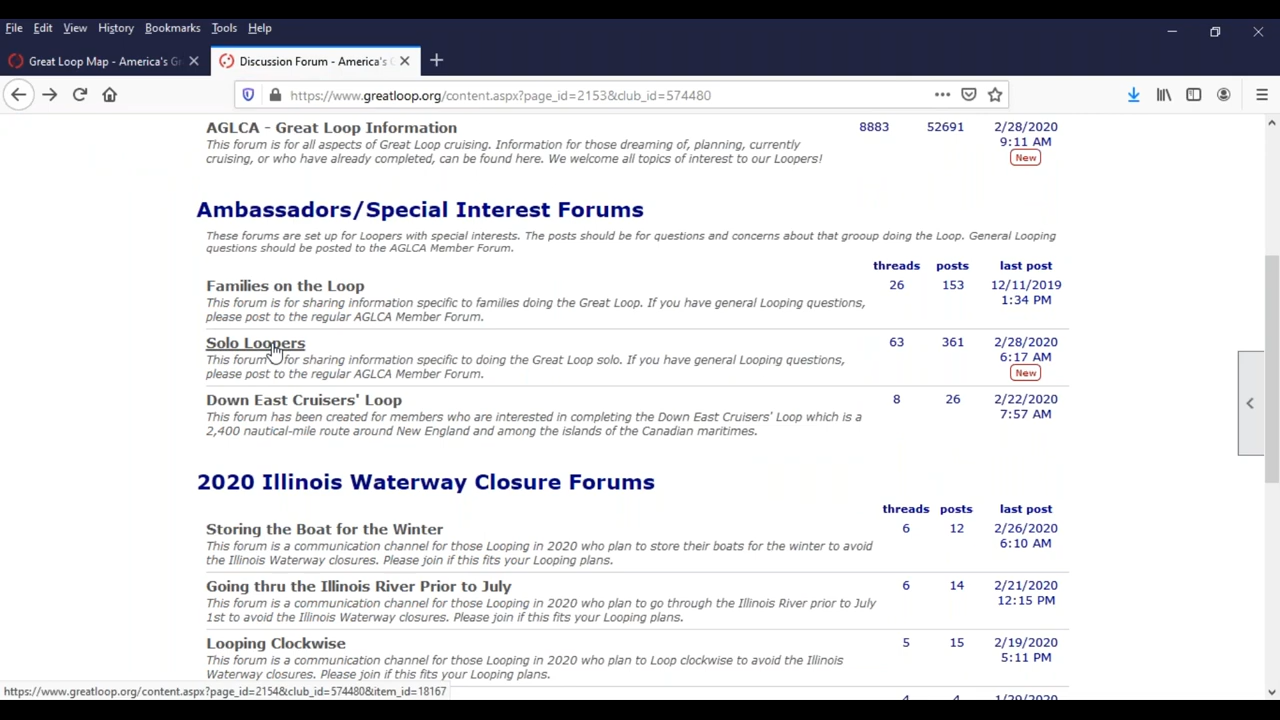 File Edit View History Bookmarks Tools Help
Great Loop Map - America's Gr
Discussion Forum - America's G
https://www.greatloop.org/content.aspx?page_id=2153&club_id=574480
AGLCA - Great Loop Information 8883 52691 2/28/2020
This forum is for all aspects of Great Loop cruising. Information for those dreaming of, planning, currently 9:11 AM
cruising, or who have already completed, can be found here. We welcome all topics of interest to our Loopers! New
Ambassadors/Special Interest Forums
These forums are set up for Loopers with special interests. The posts should be for questions and concerns about that grooup doing the Loop. General Looping
questions should be posted to the AGLCA Member Forum.
threads posts last post
Families on the Loop 26 153 12/11/2019
This forum is for sharing information specific to families doing the Great Loop. If you have general Looping questions, 1:34 PM
please post to the regular AGLCA Member Forum.
Solo Loopers 63 361 2/28/2020
This forum for sharing information specific to doing the Great Loop solo. If you have general Looping questions, 6:17 AM
please post to the regular AGLCA Member Forum. New
Down East Cruisers' Loop 8 26 2/22/2020
This forum has been created for members who are interested in completing the Down East Cruisers' Loop which is a 7:57 AM
2,400 nautical-mile route around New England and among the islands of the Canadian maritimes.
2020 Illinois Waterway Closure Forums
threads posts last post
Storing the Boat for the Winter 6 12 2/26/2020
This forum is a communication channel for those Looping in 2020 who plan to store their boats for the winter to avoid 6:10 AM
the Illinois Waterway closures. Please join if this fits your Looping plans.
Going thru the Illinois River Prior to July 6 14 2/21/2020
This forum is a communication channel for those Looping in 2020 who plan to go through the Illinois River prior to July 12:15 PM
1st to avoid the Illinois Waterway closures. Please join if this fits your Looping plans.
Looping Clockwise 5 15 2/19/2020
This forum is a communication channel for those Looping in 2020 who plan to Loop clockwise to avoid the Illinois 5:11 PM
Waterway closures. Please join if this fits your Looping plans.
https://www.greatloop.org/content.aspx?page_id=2154&club_id=574480&item_id=18167